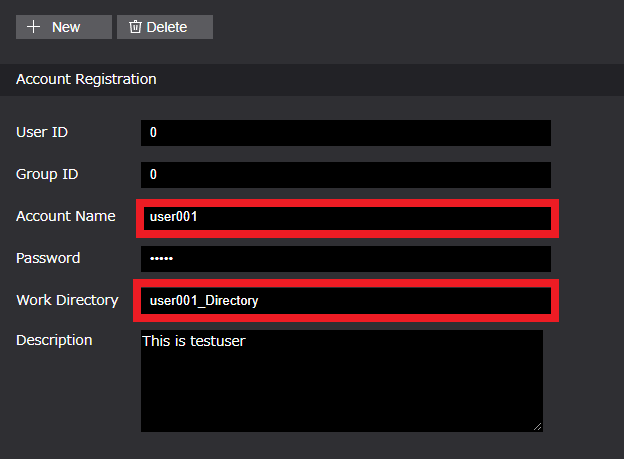 New Delete
Account Registration
User ID 0
Group ID 0
Account Name user001
Password •••••
Work Directory user001_Directory
Description This is testuser